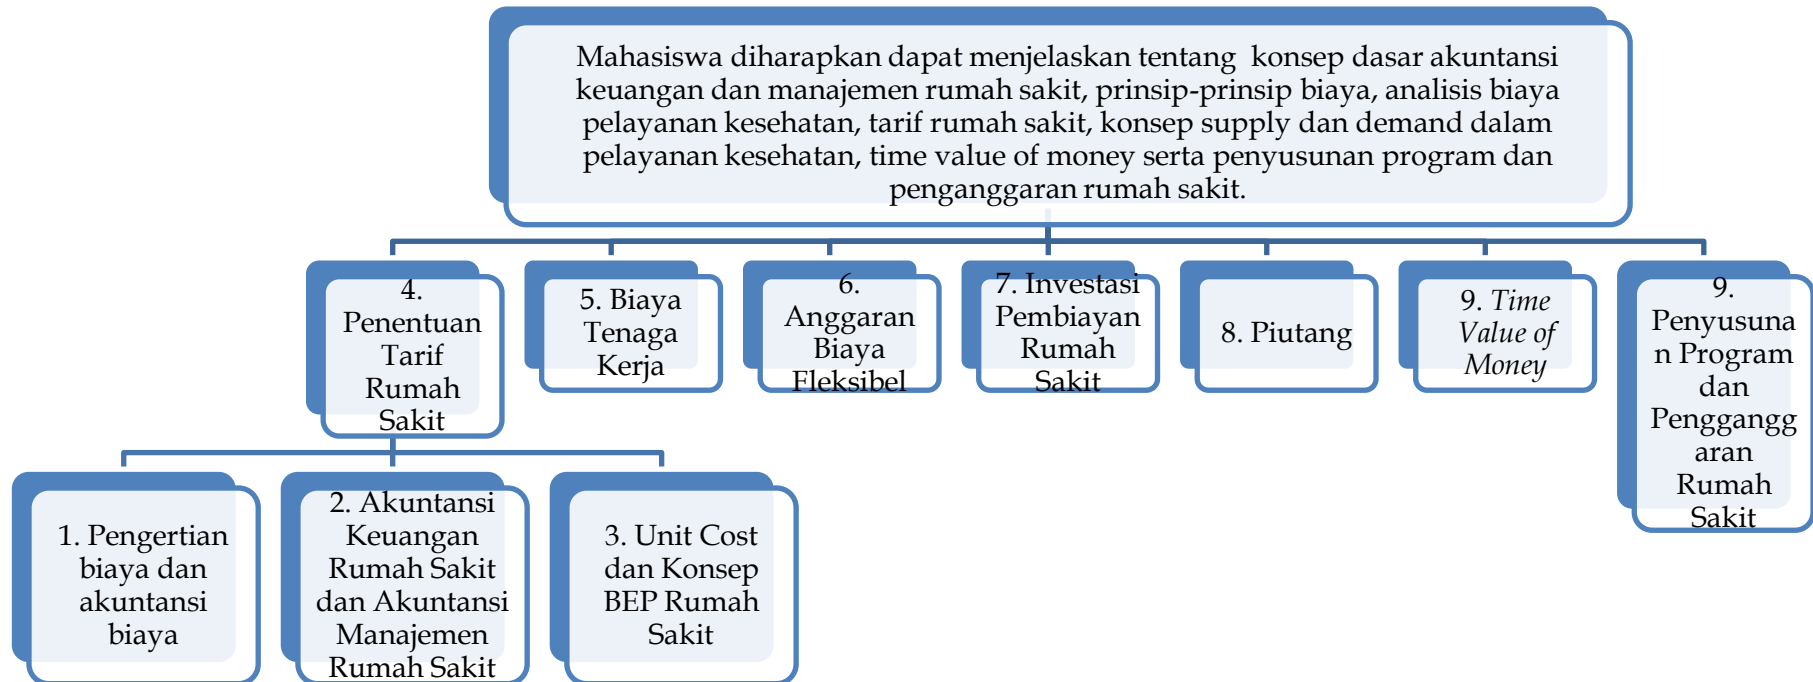 Mahasiswa diharapkan dapat menjelaskan tentang konsep dasar akuntansi
keuangan dan manajemen rumah sakit, prinsip-prinsip biaya, analisis biaya
pelayanan kesehatan, tarif rumah sakit, konsep supply dan demand dalam
pelayanan kesehatan, time value of money serta penyusunan program dan
penganggaran rumah sakit.
4.
Penentuan
Tarif
Rumah
Sakit
5. Biaya
Tenaga
Kerja
6.
Anggaran
Biaya
Fleksibel
7. Investasi
Pembiayan
Rumah
Sakit
8. Piutang
9. Time
Value of
Money
9.
Penyusuna
n Program
dan
Penggangg
aran
Rumah
Sakit
1. Pengertian
biaya dan
akuntansi
biaya
2. Akuntansi
Keuangan
Rumah Sakit
dan Akuntansi
Manajemen
Rumah Sakit
3. Unit Cost
dan Konsep
BEP Rumah
Sakit